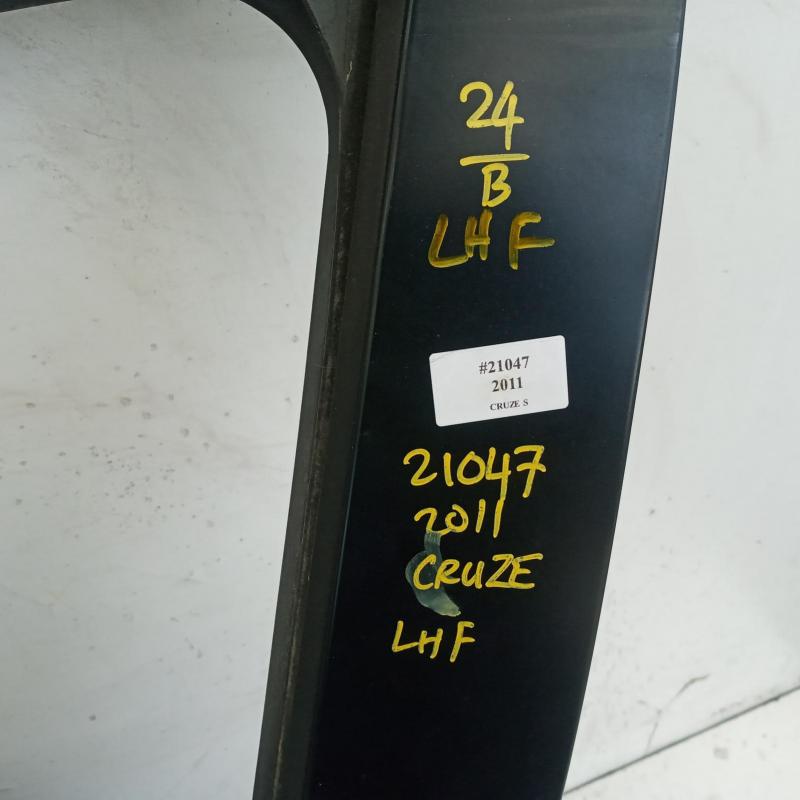 24
B
LHF
#21047
2011
CRUZE S
21047
2011
CRUZE
LHF